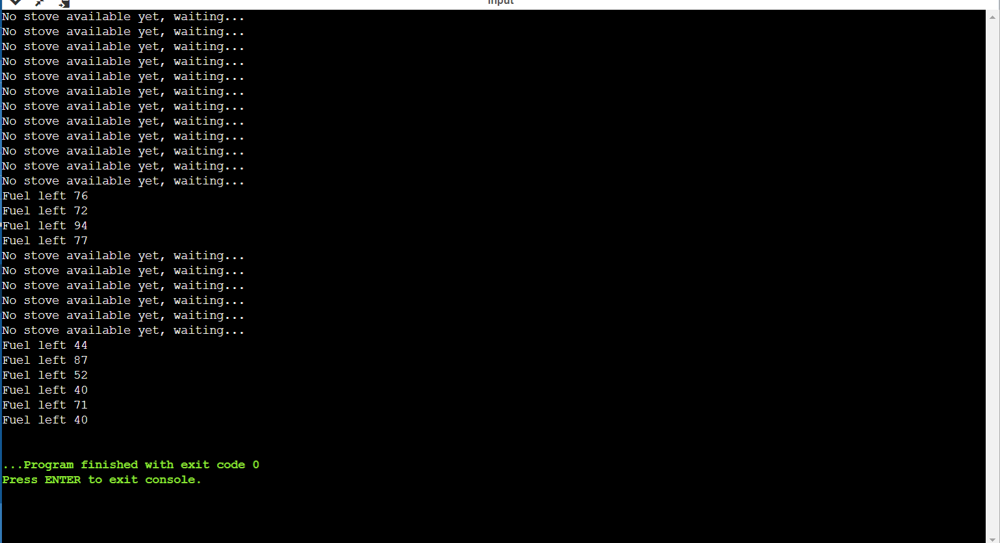 input
No stove available yet, waiting...
No stove available yet, waiting...
No stove available yet, waiting...
No stove available yet, waiting...
No stove available yet, waiting...
No stove available yet, waiting...
No stove available yet, waiting...
No stove available yet, waiting...
No stove available yet, waiting...
No stove available yet, waiting...
No stove available yet, waiting...
No stove available yet, waiting...
Fuel left 76
Fuel left 72
Fuel left 94
Fuel left 77
No stove available yet, waiting...
No stove available yet, waiting...
No stove available yet, waiting...
No stove available yet, waiting...
No stove available yet, waiting...
No stove available yet, waiting...
Fuel left 44
Fuel left 87
Fuel left 52
Fuel left 40
Fuel left 71
Fuel left 40
...Program finished with exit code 0
Press ENTER to exit console.